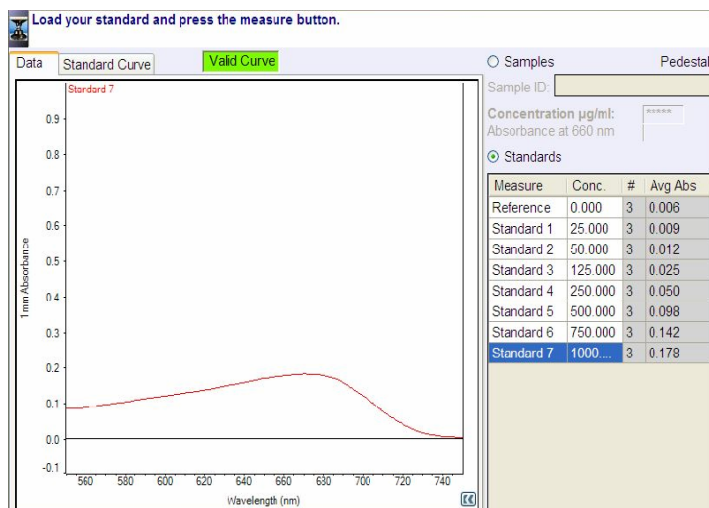 Load your standard and press the measure button.
Data
Standard Curve
Valid Curve
Standard 7
0.9
0.8
0.7
0.6
0.5
0.4
0.3
0.2
0.1
0.0
-0.1
1mm Absorbance
560 580 600 620 640 660 680 700 720 740
Wavelength (nm)
Samples Pedestal
Sample ID:
Concentration µg/ml: *****
Absorbance at 660 nm
Standards
Measure Conc. # Avg Abs
Reference 0.000 3 0.006
Standard 1 25.000 3 0.009
Standard 2 50.000 3 0.012
Standard 3 125.000 3 0.025
Standard 4 250.000 3 0.050
Standard 5 500.000 3 0.098
Standard 6 750.000 3 0.142
Standard 7 1000.... 3 0.178